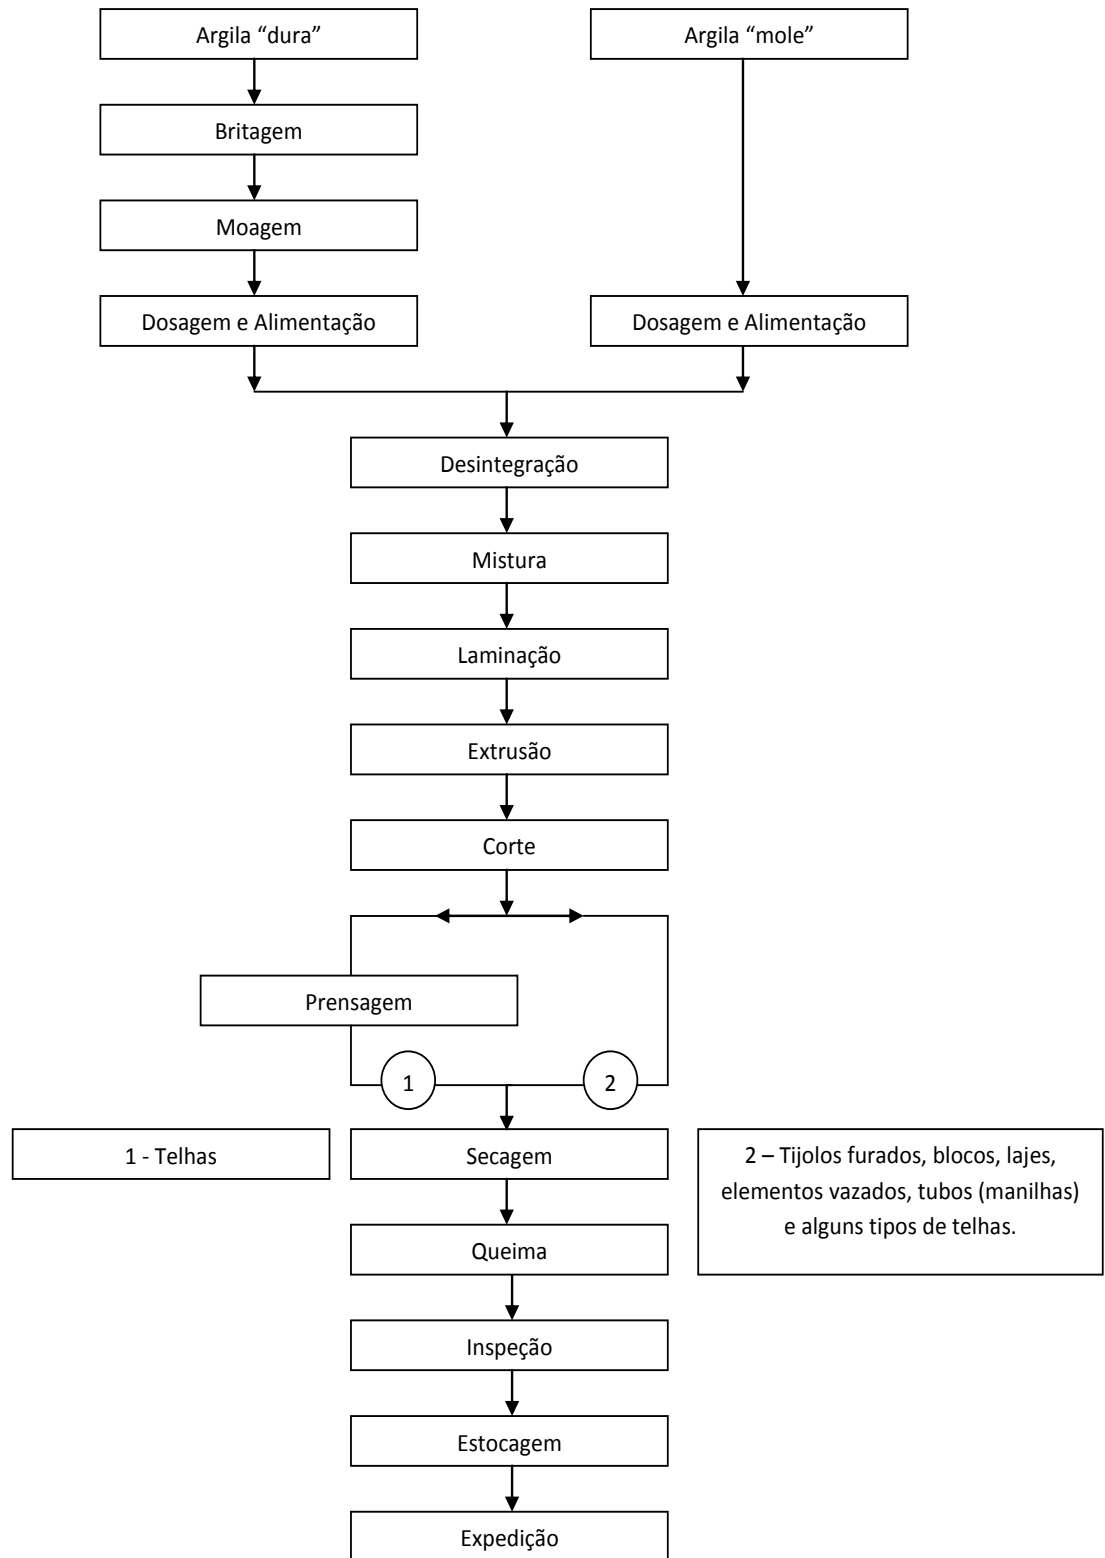 Argila “dura”
Argila “mole”
Britagem
Moagem
Dosagem e Alimentação
Dosagem e Alimentação
Desintegração
Mistura
Laminação
Extrusão
Corte
Prensagem
1
2
1 - Telhas
Secagem
2 – Tijolos furados, blocos, lajes,
elementos vazados, tubos (manilhas)
e alguns tipos de telhas.
Queima
Inspeção
Estocagem
Expedição